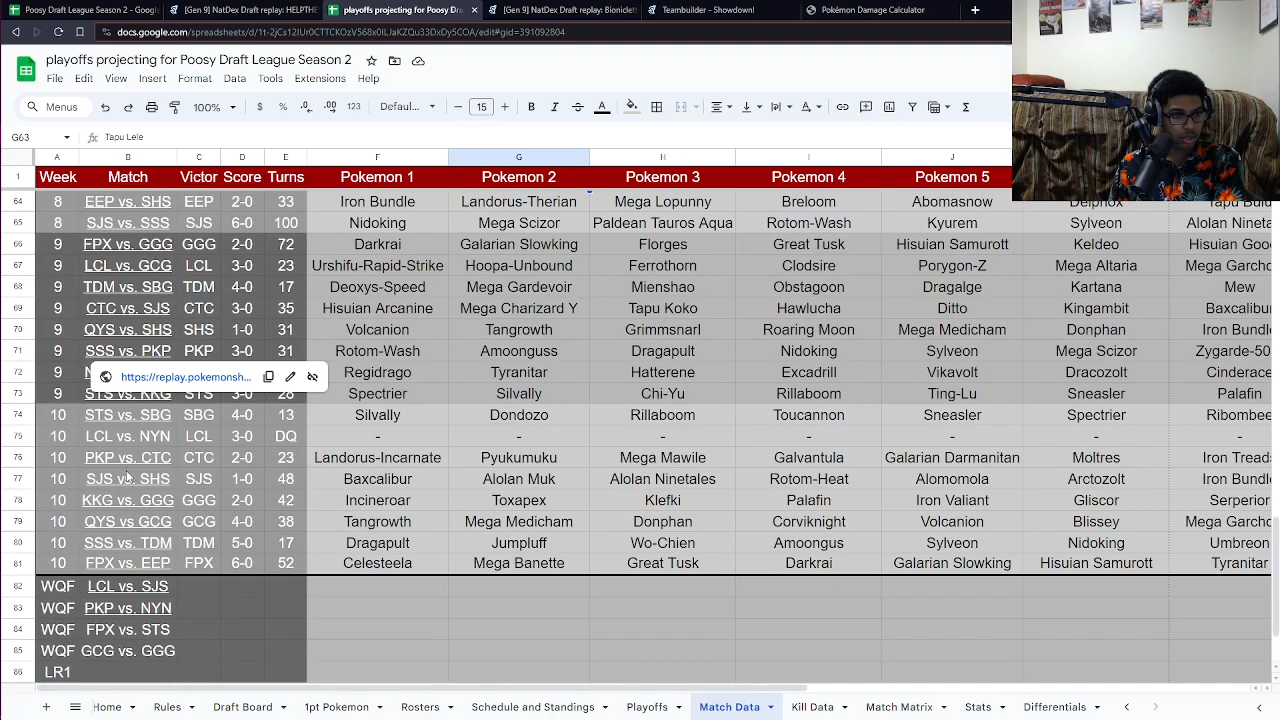 Poosy Draft League Season 2 - Googl
[Gen 9] NatDex Draft replay: HELPTHE
playoffs projecting for Poosy Dra
[Gen 9] NatDex Draft replay: Bioniclett
Teambuilder - Showdown!
Pokémon Damage Calculator
docs.google.com/spreadsheets/d/1t-2jCs12IUr0CTTCKOzV568x0ILJaKZQu33DxDy5COA/edit#gid=391092804
playoffs projecting for Poosy Draft League Season 2
File Edit View Insert Format Data Tools Extensions Help
Menus 100% $ % .0 .00 123 Defaul... − 15 + B I A
G63 fx Tapu Lele
A B C D E F G H I J
1 Week Match Victor Score Turns Pokemon 1 Pokemon 2 Pokemon 3 Pokemon 4 Pokemon 5
64 8 EEP vs. SHS EEP 2-0 33 Iron Bundle Landorus-Therian Mega Lopunny Breloom Abomasnow Delphox Tapu Bulu
65 8 SJS vs. SSS SJS 6-0 100 Nidoking Mega Scizor Paldean Tauros Aqua Rotom-Wash Kyurem Sylveon Alolan Nineta
66 9 FPX vs. GGG GGG 2-0 72 Darkrai Galarian Slowking Florges Great Tusk Hisuian Samurott Keldeo Hisuian Goo
67 9 LCL vs. GCG LCL 3-0 23 Urshifu-Rapid-Strike Hoopa-Unbound Ferrothorn Clodsire Porygon-Z Mega Altaria Mega Garcho
68 9 TDM vs. SBG TDM 4-0 17 Deoxys-Speed Mega Gardevoir Mienshao Obstagoon Dragalge Kartana Mew
69 9 CTC vs. SJS CTC 3-0 35 Hisuian Arcanine Mega Charizard Y Tapu Koko Hawlucha Ditto Kingambit Baxcalibur
70 9 QYS vs. SHS SHS 1-0 31 Volcanion Tangrowth Grimmsnarl Roaring Moon Mega Medicham Donphan Iron Bundl
71 9 SSS vs. PKP PKP 3-0 31 Rotom-Wash Amoonguss Dragapult Nidoking Sylveon Mega Scizor Zygarde-50
72 9 N Regidrago Tyranitar Hatterene Excadrill Vikavolt Dracozolt Cinderace
https://replay.pokemonsh...
73 9 STS vs. KKG STS 3-0 28 Spectrier Silvally Chi-Yu Rillaboom Ting-Lu Sneasler Palafin
74 10 STS vs. SBG SBG 4-0 13 Silvally Dondozo Rillaboom Toucannon Sneasler Spectrier Ribombee
75 10 LCL vs. NYN LCL 3-0 DQ - - - - - - -
76 10 PKP vs. CTC CTC 2-0 23 Landorus-Incarnate Pyukumuku Mega Mawile Galvantula Galarian Darmanitan Moltres Iron Treads
77 10 SJS vs. SHS SJS 1-0 48 Baxcalibur Alolan Muk Alolan Ninetales Rotom-Heat Alomomola Arctozolt Iron Bundl
78 10 KKG vs. GGG GGG 2-0 42 Incineroar Toxapex Klefki Palafin Iron Valiant Gliscor Serperior
79 10 QYS vs GCG GCG 4-0 38 Tangrowth Mega Medicham Donphan Corviknight Volcanion Blissey Mega Garcho
80 10 SSS vs. TDM TDM 5-0 17 Dragapult Jumpluff Wo-Chien Amoongus Sylveon Nidoking Umbreon
81 10 FPX vs. EEP FPX 6-0 52 Celesteela Mega Banette Great Tusk Darkrai Galarian Slowking Hisuian Samurott Tyranitar
82 WQF LCL vs. SJS
83 WQF PKP vs. NYN
84 WQF FPX vs. STS
85 WQF GCG vs. GGG
86 LR1
Home Rules Draft Board 1pt Pokemon Rosters Schedule and Standings Playoffs Match Data Kill Data Match Matrix Stats Differentials